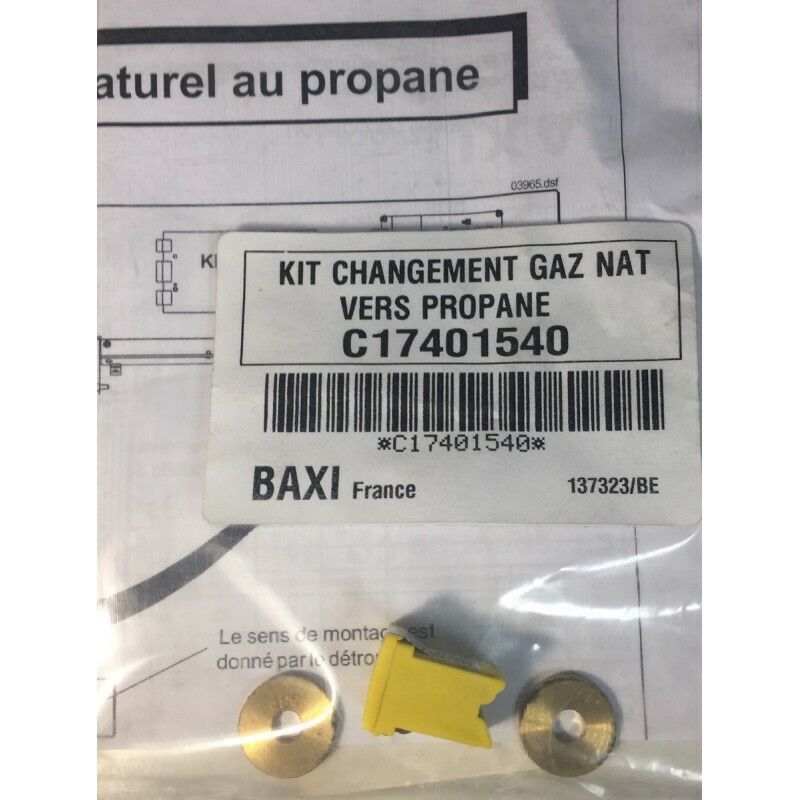 aturel au propane
03965.dsf
KIT CHANGEMENT GAZ NAT
VERS PROPANE
C17401540
*C17401540*
BAXI France
137323/BE
Le sens de montage est
donné par le détro